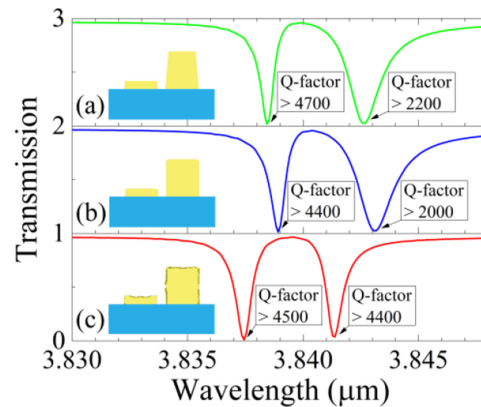 3
(a)
Q-factor
> 4700
Q-factor
> 2200
2
(b)
Q-factor
> 4400
Q-factor
> 2000
1
(c)
Q-factor
> 4500
Q-factor
> 4400
0
Transmission
3.830
3.835
3.840
3.845
Wavelength (μm)